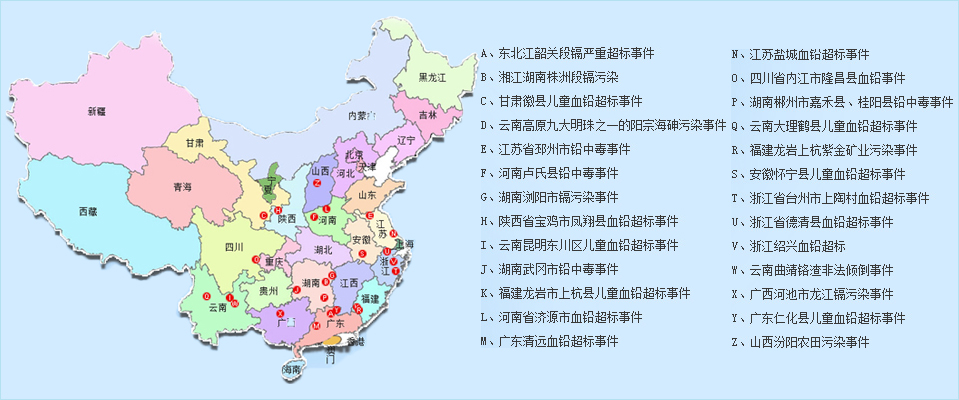 黑龙江
新疆
内蒙古
吉林
辽宁
甘肃
北京
天津
河北
宁夏
山西
青海
山东
西藏
陕西
河南
江苏
安徽
上海
四川
湖北
重庆
浙江
湖南
江西
贵州
云南
福建
广西
广东
香港
澳门
海南
A、东北江韶关段镉严重超标事件
B、湘江湖南株洲段镉污染
C、甘肃徽县儿童血铅超标事件
D、云南高原九大明珠之一的阳宗海砷污染事件
E、江苏省邳州市铅中毒事件
F、河南卢氏县铅中毒事件
G、湖南浏阳市镉污染事件
H、陕西省宝鸡市凤翔县血铅超标事件
I、云南昆明东川区儿童血铅超标事件
J、湖南武冈市铅中毒事件
K、福建龙岩市上杭县儿童血铅超标事件
L、河南省济源市血铅超标事件
M、广东清远血铅超标事件
N、江苏盐城血铅超标事件
O、四川省内江市隆昌县血铅事件
P、湖南郴州市嘉禾县、桂阳县铅中毒事件
Q、云南大理鹤县儿童血铅超标事件
R、福建龙岩上杭紫金矿业污染事件
S、安徽怀宁县儿童血铅超标事件
T、浙江省台州市上陶村血铅超标事件
U、浙江省德清县血铅超标事件
V、浙江绍兴血铅超标
W、云南曲靖铬渣非法倾倒事件
X、广西河池市龙江镉污染事件
Y、广东仁化县儿童血铅超标事件
Z、山西汾阳农田污染事件